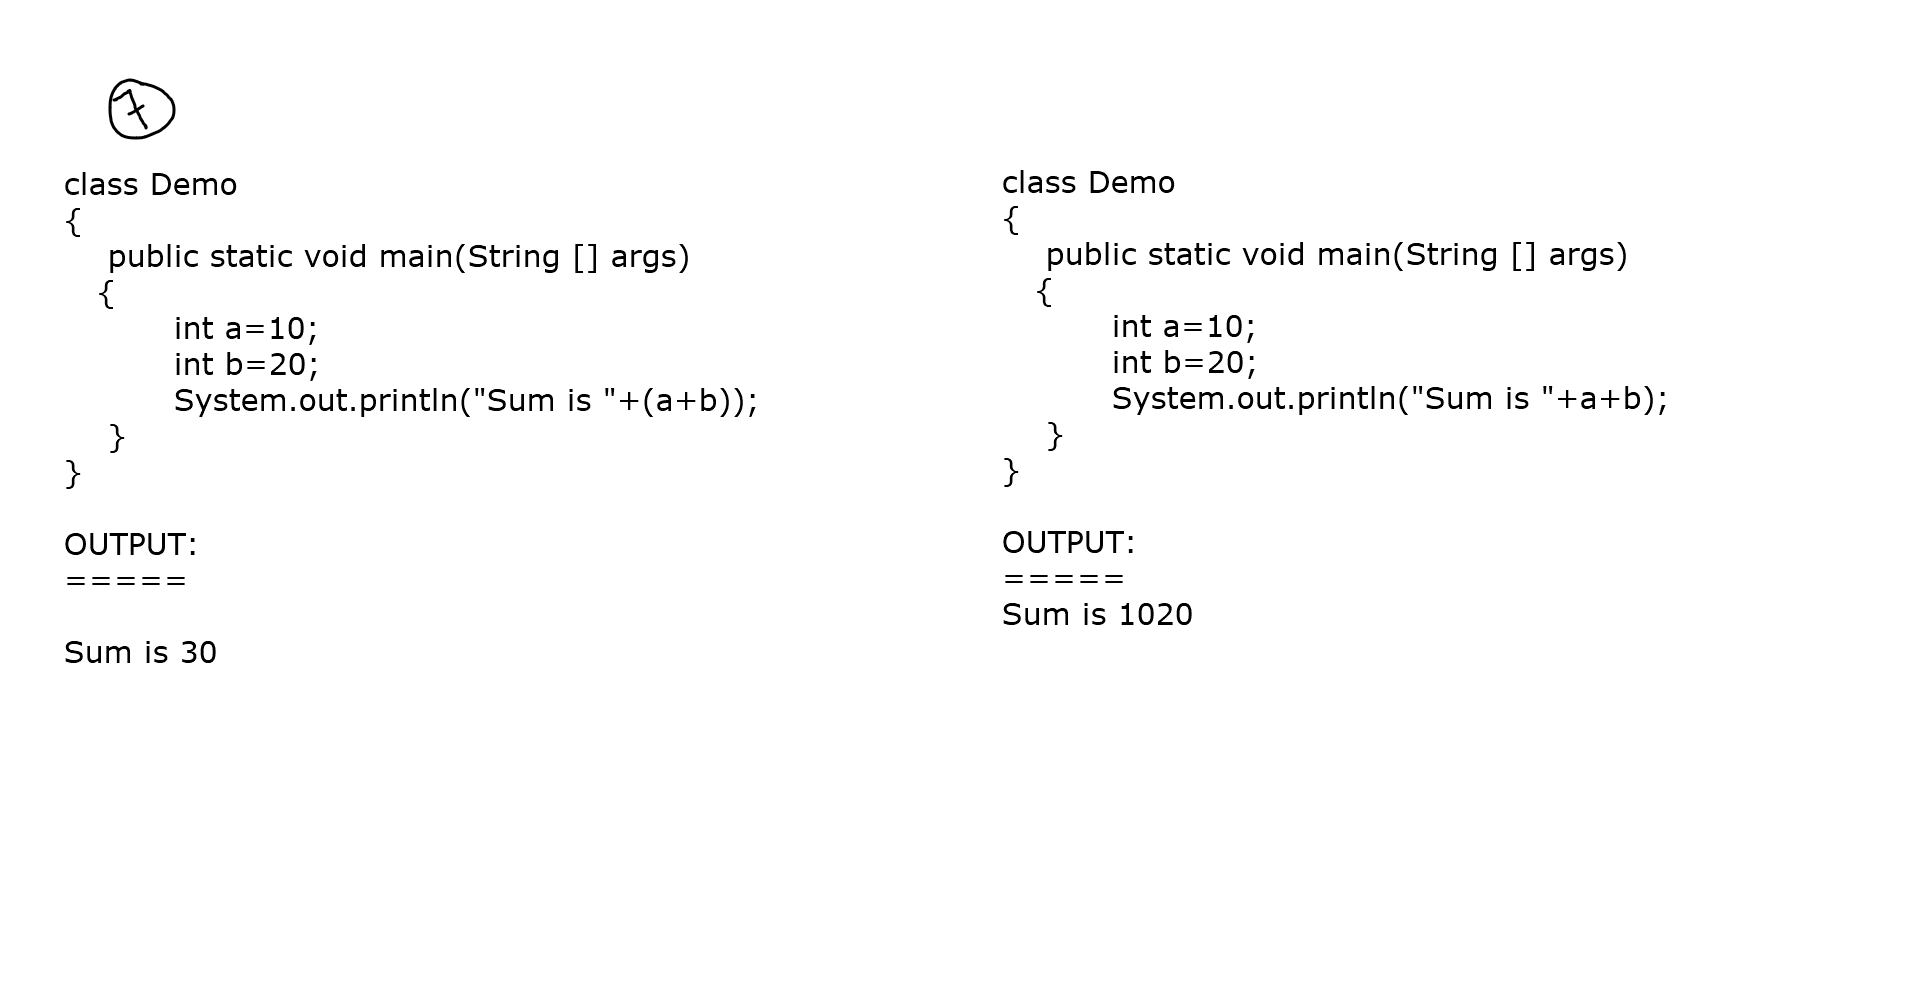 7
class Demo
{
public static void main(String [] args)
{
int a=10;
int b=20;
System.out.println("Sum is "+(a+b));
}
}
OUTPUT:
=====
Sum is 30
class Demo
{
public static void main(String [] args)
{
int a=10;
int b=20;
System.out.println("Sum is "+a+b);
}
}
OUTPUT:
=====
Sum is 1020